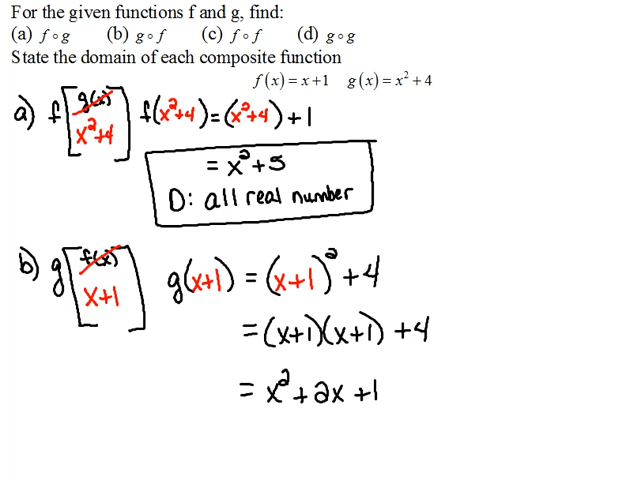 For the given functions f and g, find:
(a) f∘g (b) g∘f (c) f∘f (d) g∘g
State the domain of each composite function
f(x) = x+1 g(x) = x² + 4
a) f[g(x) x²+4] f(x²+4) = (x²+4) + 1
= x² + 5
D: all real number
b) g[f(x) x+1] g(x+1) = (x+1)² + 4
= (x+1)(x+1) + 4
= x² + 2x + 1